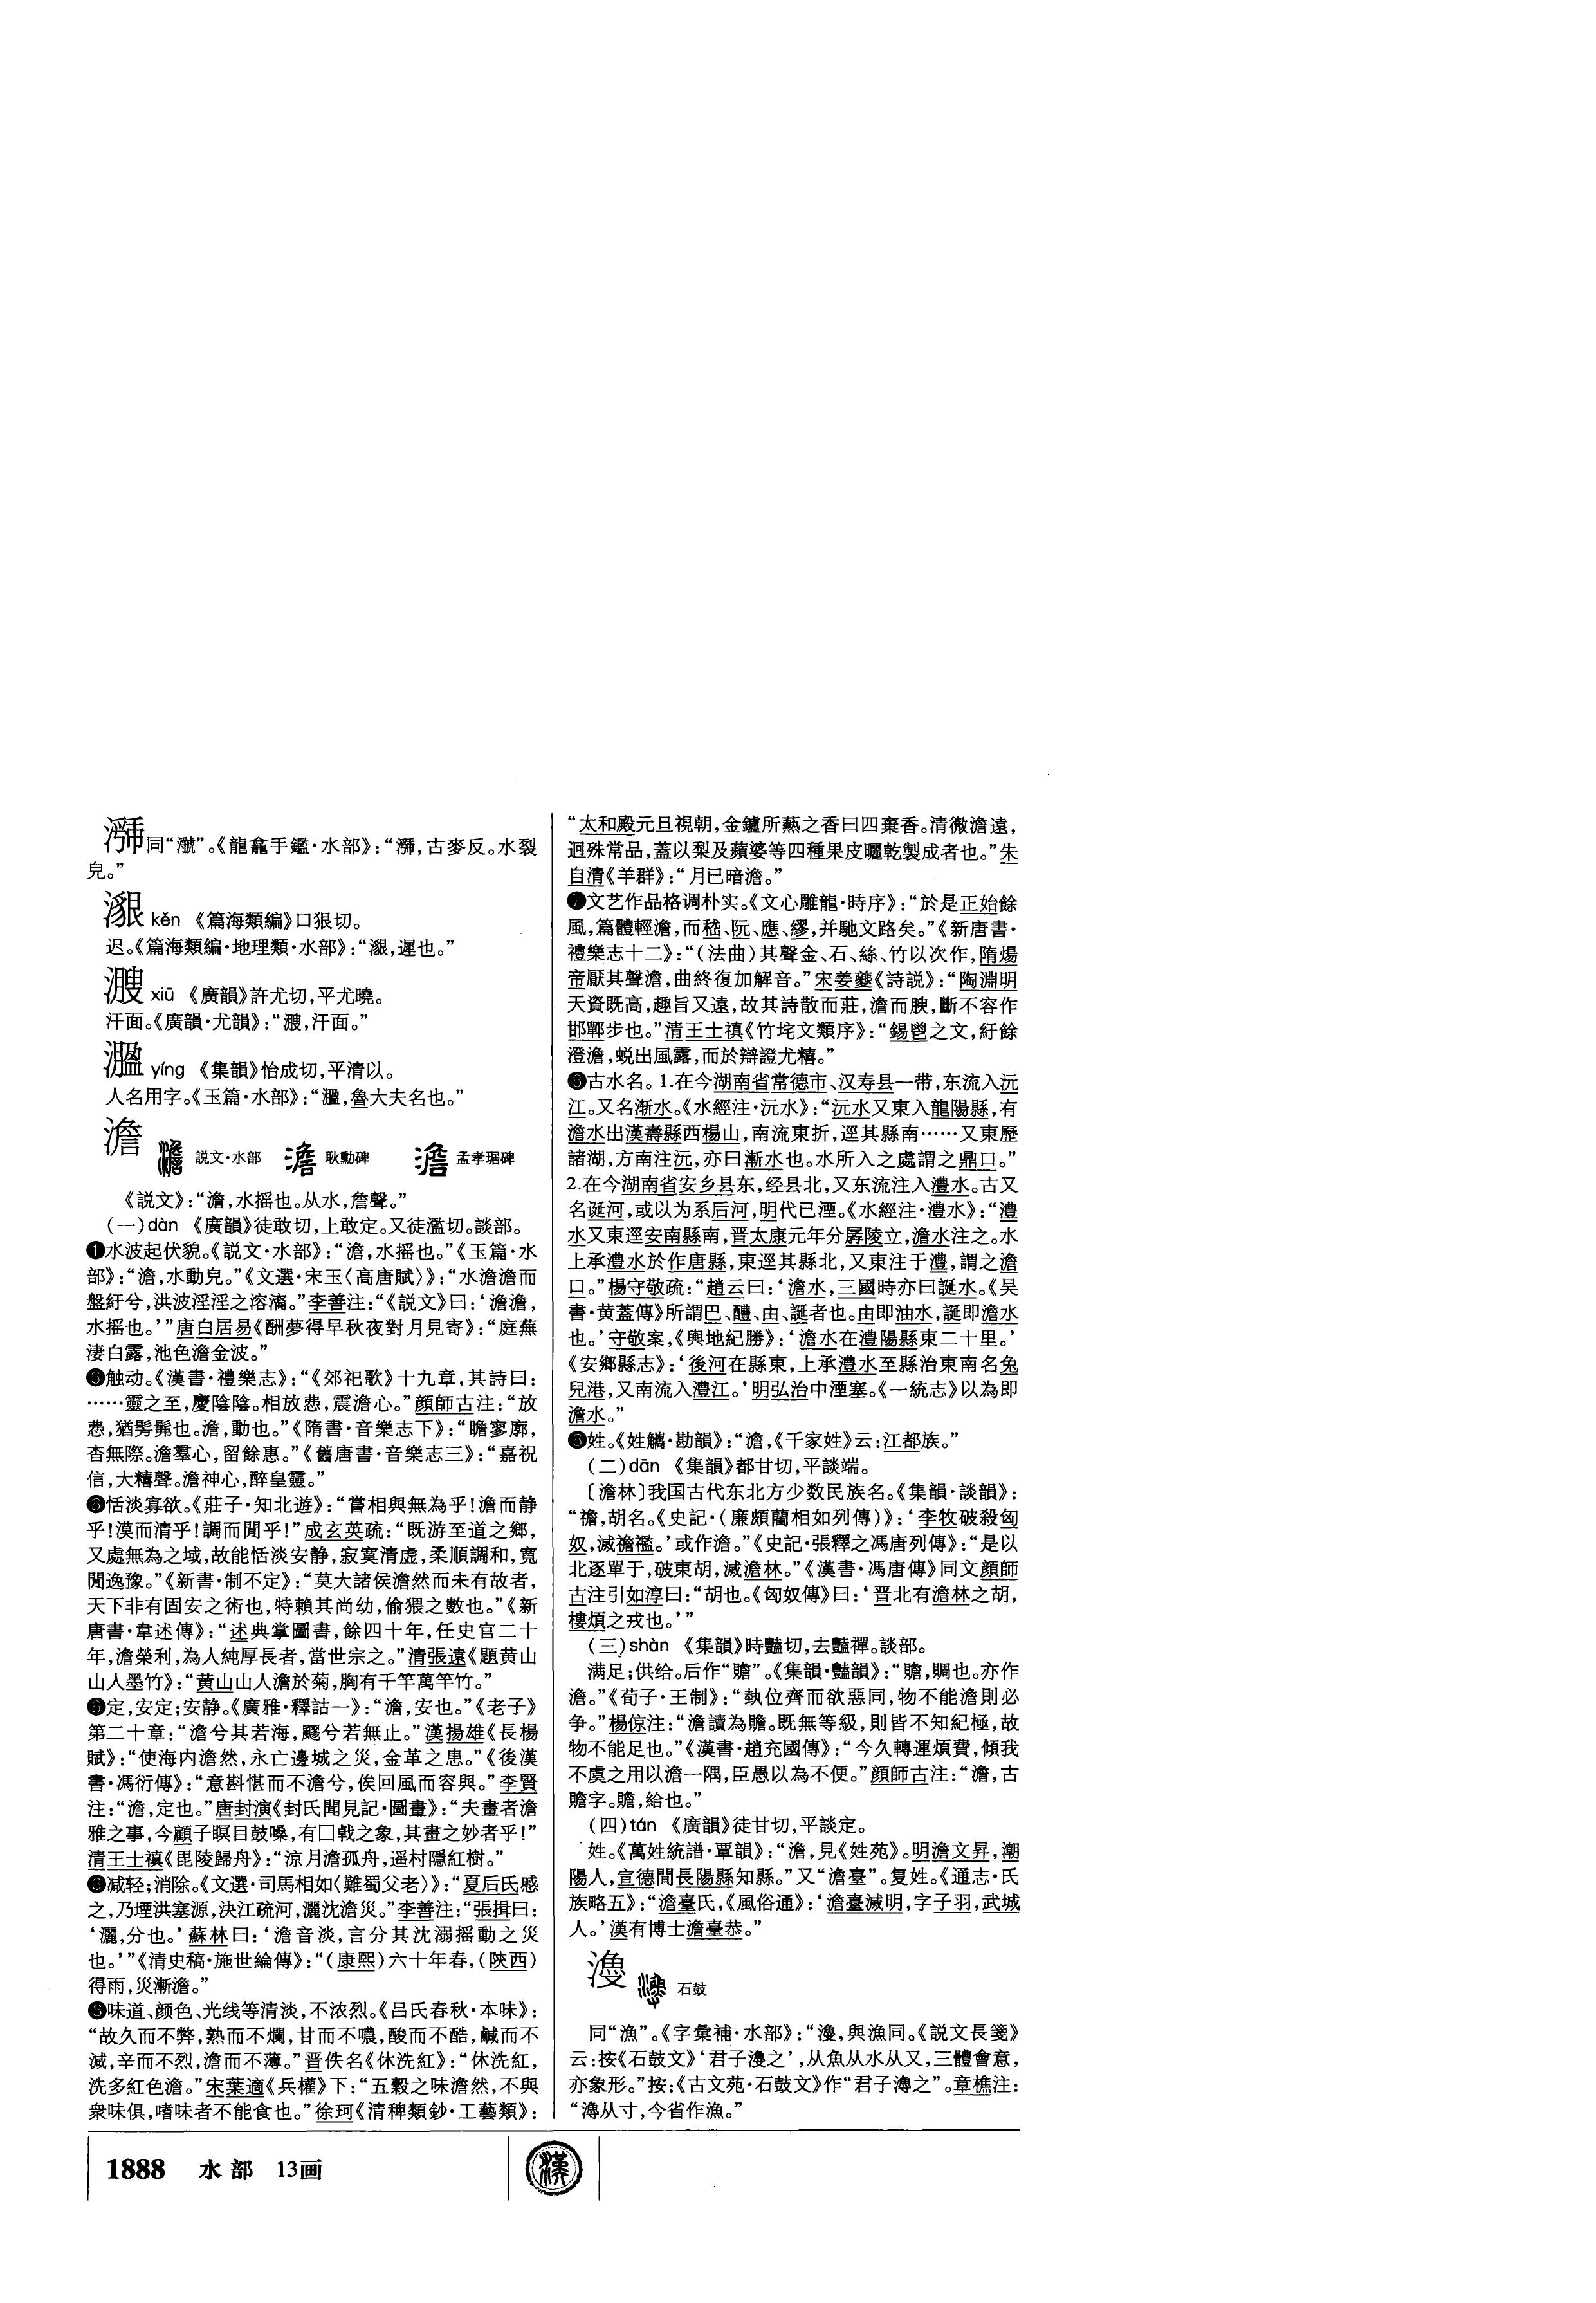 同“㶁”。《龍龕手鑑·水部》：“，古麥反。水裂
皃。”
kěn 《篇海類編》口狠切。
迟。《篇海類編·地理類·水部》：“，遲也。”
xiū 《廣韻》許尤切，平尤曉。
汗面。《廣韻·尤韻》：“，汗面。”
yíng 《集韻》怡成切，平清以。
人名用字。《玉篇·水部》：“，魯大夫名也。”
澹 説文·水部 耿勳碑 孟孝琚碑
《説文》：“澹，水摇也。从水，詹聲。”
（一）dàn 《廣韻》徒敢切，上敢定。又徒濫切。談部。
❶水波起伏貌。《説文·水部》：“澹，水摇也。”《玉篇·水
部》：“澹，水動皃。”《文選·宋玉〈高唐賦〉》：“水澹澹而
盤紆兮，洪波淫淫之溶㵝。”李善注：“《説文》曰：‘澹澹，
水摇也。’”唐白居易《酬夢得早秋夜對月見寄》：“庭蕪
淒白露，池色澹金波。”
触动。《漢書·禮樂志》：“《郊祀歌》十九章，其詩曰：
……靈之至，慶陰陰。相放怫，震澹心。”顔師古注：“放
怫，猶髣髴也。澹，動也。”《隋書·音樂志下》：“瞻寥廓，
杳無際。澹羣心，留餘惠。”《舊唐書·音樂志三》：“嘉祝
信，大糦聲。澹神心，醉皇靈。”
恬淡寡欲。《莊子·知北遊》：“嘗相與無為乎！澹而静
乎！漠而清乎！調而閒乎！”成玄英疏：“既游至道之鄉，
又處無為之域，故能恬淡安静，寂寞清虚，柔順調和，寬
閒逸豫。”《新書·制不定》：“莫大諸侯澹然而未有故者，
天下非有固安之術也，特賴其尚幼，偷猥之數也。”《新
唐書·韋述傳》：“述典掌圖書，餘四十年，任史官二十
年，澹榮利，為人純厚長者，當世宗之。”清張遠《題黄山
山人墨竹》：“黄山山人澹於菊，胸有千竿萬竿竹。”
定，安定；安静。《廣雅·釋詁一》：“澹，安也。”《老子》
第二十章：“澹兮其若海，飂兮若無止。”漢揚雄《長楊
賦》：“使海内澹然，永亡邊城之災，金革之患。”《後漢
書·馮衍傳》：“意斟愖而不澹兮，俟回風而容與。”李賢
注：“澹，定也。”唐封演《封氏聞見記·圖畫》：“夫畫者澹
雅之事，今顧子瞑目鼓噪，有囗戟之象，其畫之妙者乎！”
清王士禛《毘陵歸舟》：“涼月澹孤舟，遥村隱紅樹。”
减轻；消除。《文選·司馬相如〈難蜀父老〉》：“夏后氏慼
之，乃堙洪塞源，決江疏河，灑沈澹災。”李善注：“張揖曰：
‘灑，分也。’蘇林曰：‘澹音淡，言分其沈溺摇動之災
也。’”《清史稿·施世綸傳》：“（康熙）六十年春，（陝西）
得雨，災漸澹。”
味道、颜色、光线等清淡，不浓烈。《吕氏春秋·本味》：
“故久而不弊，熟而不爛，甘而不噥，酸而不酷，鹹而不
減，辛而不烈，澹而不薄。”晋佚名《休洗紅》：“休洗紅，
洗多紅色澹。”宋葉適《兵權》下：“五穀之味澹然，不與
衆味俱，嗜味者不能食也。”徐珂《清稗類鈔·工藝類》：
“太和殿元旦視朝，金鑪所爇之香曰四棄香。清微澹遠，
迥殊常品，蓋以梨及蘋婆等四種果皮曬乾製成者也。”朱
自清《羊群》：“月已暗澹。”
❼文艺作品格调朴实。《文心雕龍·時序》：“於是正始餘
風，篇體輕澹，而嵇、阮、應、繆，并馳文路矣。”《新唐書·
禮樂志十二》：“（法曲）其聲金、石、絲、竹以次作，隋煬
帝厭其聲澹，曲終復加解音。”宋姜夔《詩説》：“陶淵明
天資既高，趣旨又遠，故其詩散而莊，澹而腴，斷不容作
邯鄲步也。”清王士禛《竹垞文類序》：“錫鬯之文，紆餘
澄澹，蜕出風露，而於辯證尤精。”
古水名。1.在今湖南省常德市、汉寿县一带，东流入沅
江。又名渐水。《水經注·沅水》：“沅水又東入龍陽縣，有
澹水出漢壽縣西楊山，南流東折，逕其縣南……又東歷
諸湖，方南注沅，亦曰漸水也。水所入之處謂之鼎口。”
2.在今湖南省安乡县东，经县北，又东流注入澧水。古又
名诞河，或以为系后河，明代已湮。《水經注·澧水》：“澧
水又東逕安南縣南，晋太康元年分孱陵立，澹水注之。水
上承澧水於作唐縣，東逕其縣北，又東注于澧，謂之澹
口。”楊守敬疏：“趙云曰：‘澹水，三國時亦曰誕水。《吴
書·黄蓋傳》所謂巴、醴、由、誕者也。由即油水，誕即澹水
也。’守敬案，《輿地紀勝》：‘澹水在澧陽縣東二十里。’
《安鄉縣志》：‘後河在縣東，上承澧水至縣治東南名兔
兒港，又南流入澧江。’明弘治中湮塞。《一統志》以為即
澹水。”
姓。《姓觿·勘韻》：“澹，《千家姓》云：江都族。”
（二）dān 《集韻》都甘切，平談端。
〔澹林〕我国古代东北方少数民族名。《集韻·談韻》：
“襜，胡名。《史記·（廉頗藺相如列傳）》：‘李牧破殺匈
奴，滅襜襤。’或作澹。”《史記·張釋之馮唐列傳》：“是以
北逐單于，破東胡，滅澹林。”《漢書·馮唐傳》同文顔師
古注引如淳曰：“胡也。《匈奴傳》曰：‘晋北有澹林之胡，
樓煩之戎也。’”
（三）shàn 《集韻》時豔切，去豔禪。談部。
满足；供给。后作“贍”。《集韻·豔韻》：“贍，賙也。亦作
澹。”《荀子·王制》：“埶位齊而欲惡同，物不能澹則必
争。”楊倞注：“澹讀為贍。既無等級，則皆不知紀極，故
物不能足也。”《漢書·趙充國傳》：“今久轉運煩費，傾我
不虞之用以澹一隅，臣愚以為不便。”顔師古注：“澹，古
贍字。贍，給也。”
（四）tán 《廣韻》徒甘切，平談定。
姓。《萬姓統譜·覃韻》：“澹，見《姓苑》。明澹文昇，潮
陽人，宣德間長陽縣知縣。”又“澹臺”。复姓。《通志·氏
族略五》：“澹臺氏，《風俗通》：‘澹臺滅明，字子羽，武城
人。’漢有博士澹臺恭。”
石鼓
同“漁”。《字彙補·水部》：“，與漁同。《説文長箋》
云：按《石鼓文》‘君子之’，从魚从水从又，三體會意，
亦象形。”按：《古文苑·石鼓文》作“君子之”。章樵注：
“从寸，今省作漁。”
1888 水部 13画
漢